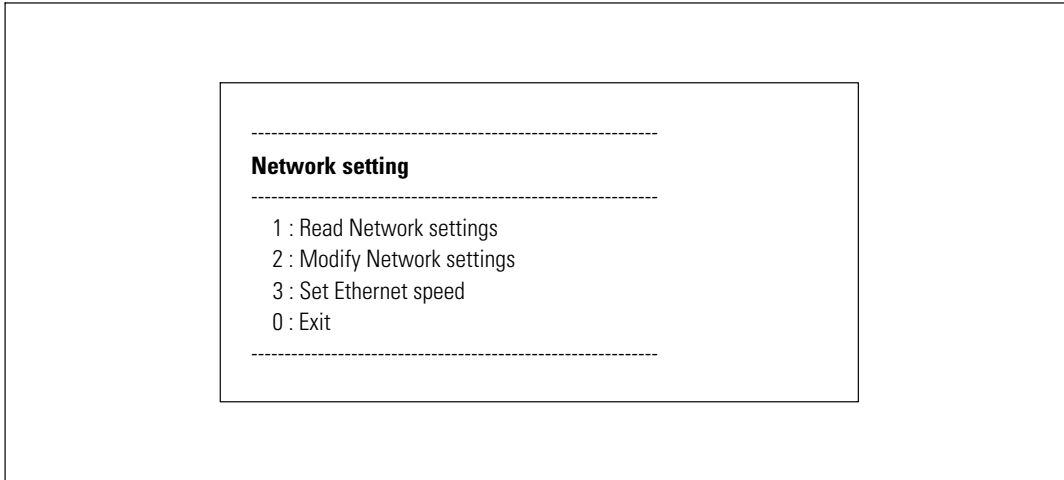 -------------------------------------------------------------
Network setting
-------------------------------------------------------------
1 : Read Network settings
2 : Modify Network settings
3 : Set Ethernet speed
0 : Exit
-------------------------------------------------------------